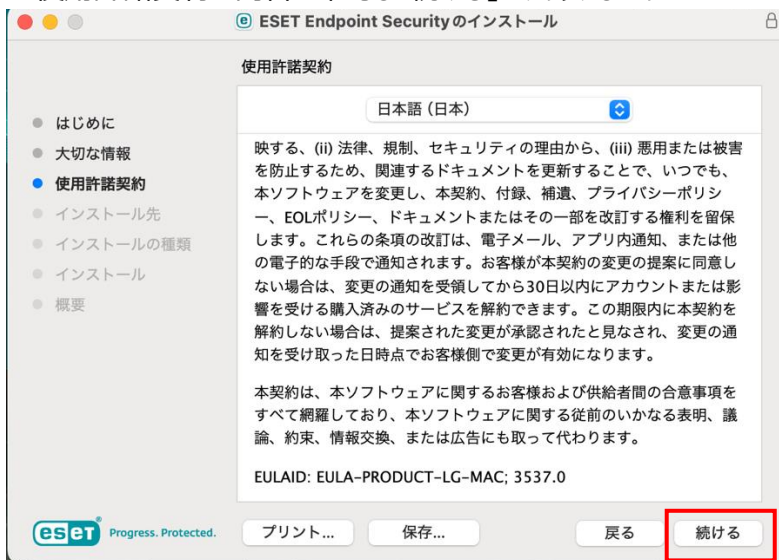 ESET Endpoint Securityのインストール
使用許諾契約
はじめに
大切な情報
使用許諾契約
インストール先
インストールの種類
インストール
概要
日本語 (日本)
映する、(ii) 法律、規制、セキュリティの理由から、(iii) 悪用または被害
を防止するため、関連するドキュメントを更新することで、いつでも、
本ソフトウェアを変更し、本契約、付録、補遺、プライバシーポリシ
ー、EOLポリシー、ドキュメントまたはその一部を改訂する権利を留保
します。これらの条項の改訂は、電子メール、アプリ内通知、または他
の電子的な手段で通知されます。お客様が本契約の変更の提案に同意し
ない場合は、変更の通知を受領してから30日以内にアカウントまたは影
響を受ける購入済みのサービスを解約できます。この期限内に本契約を
解約しない場合は、提案された変更が承認されたと見なされ、変更の通
知を受け取った日時点でお客様側で変更が有効になります。
本契約は、本ソフトウェアに関するお客様および供給者間の合意事項を
すべて網羅しており、本ソフトウェアに関する従前のいかなる表明、議
論、約束、情報交換、または広告にも取って代わります。
EULAID: EULA-PRODUCT-LG-MAC; 3537.0
eset® Progress. Protected.
プリント...
保存...
戻る
続ける